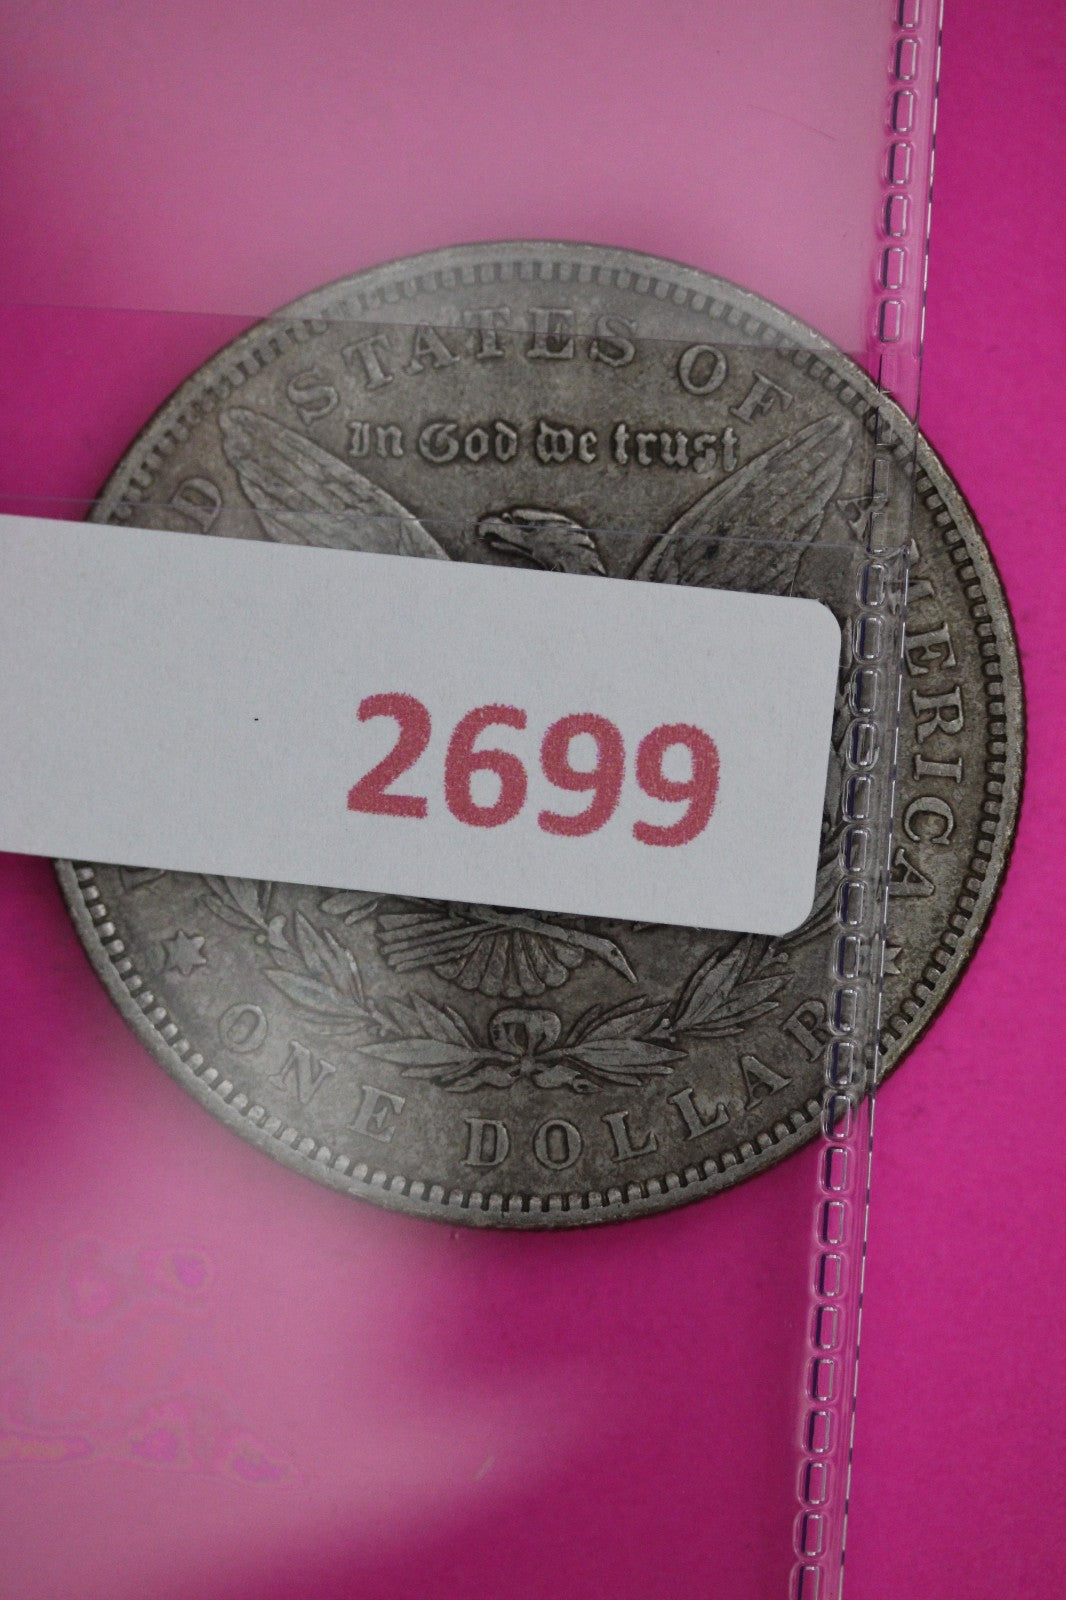 D STATES OF AMERICA
In God we trust
2699
ONE DOLLAR